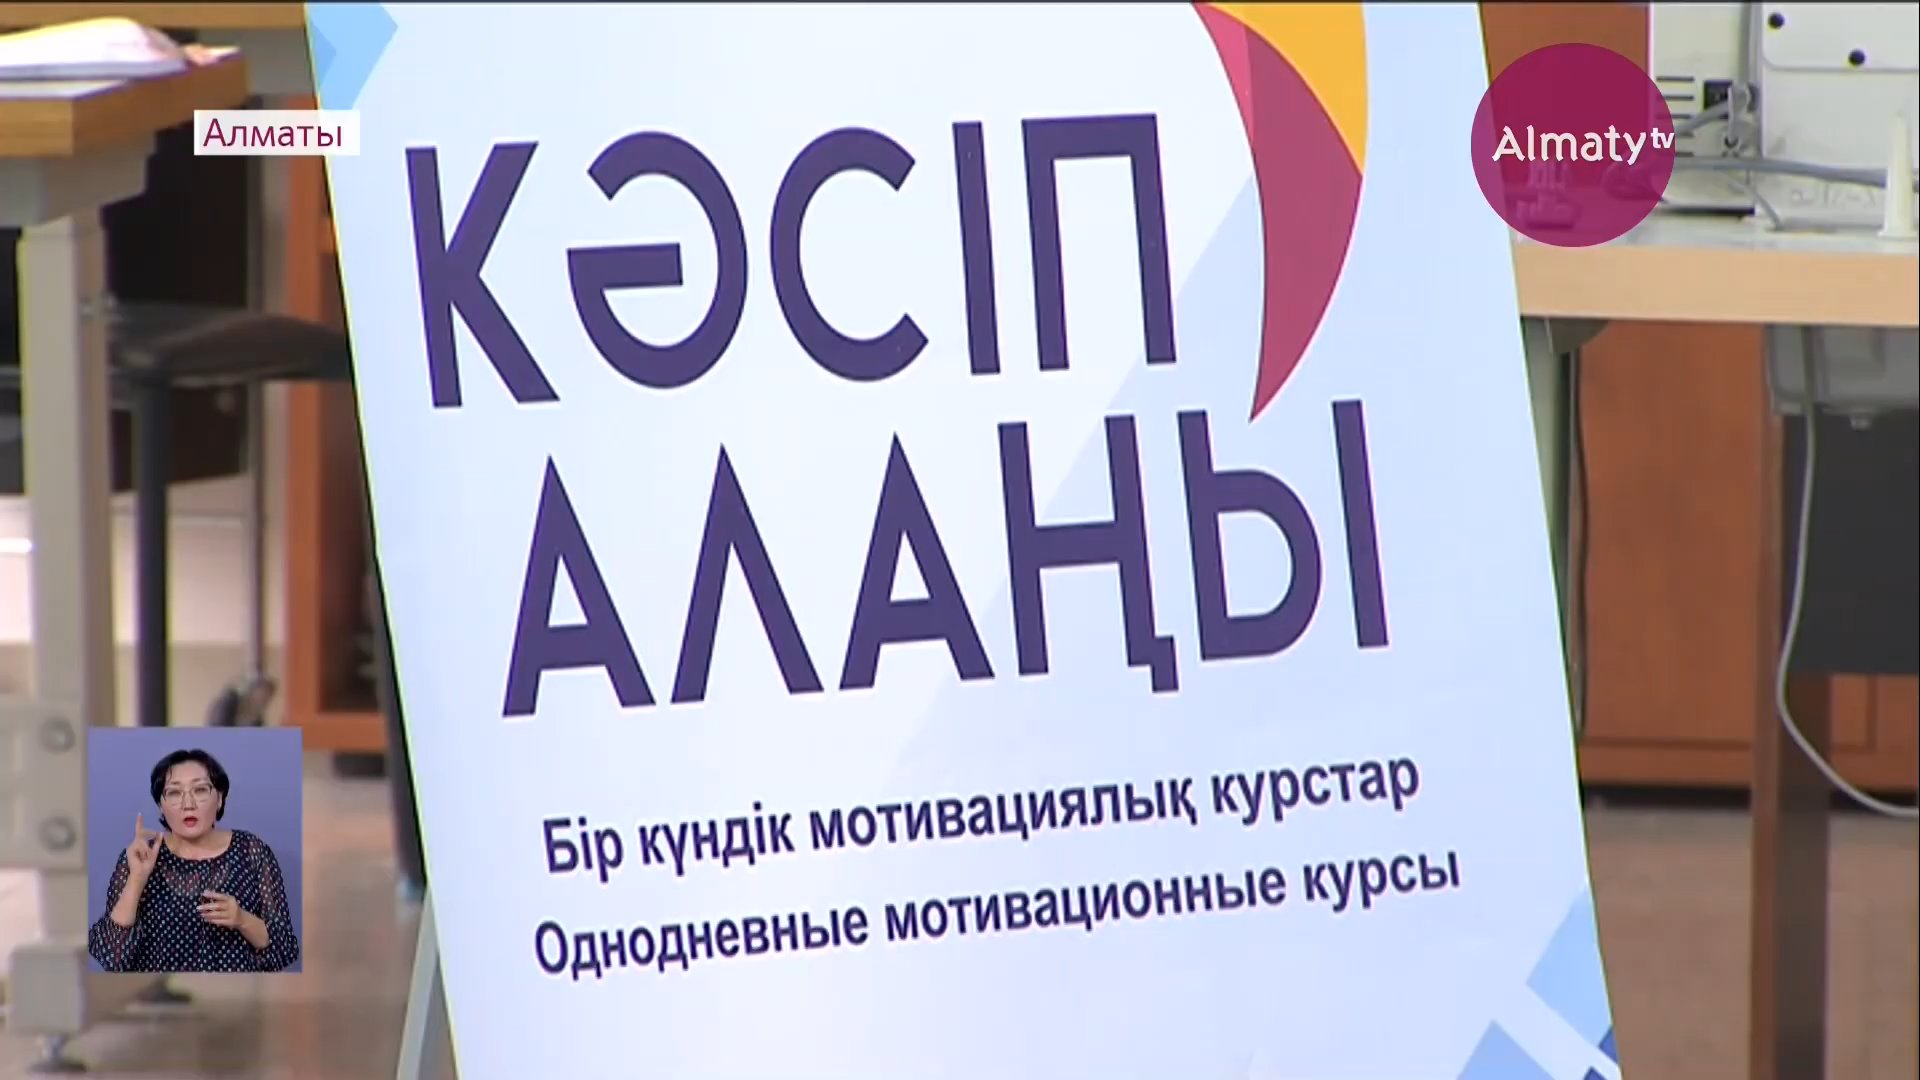 Алматы
Almaty tv
КӘСІП
АЛАҢЫ
Бір күндік мотивациялық курстар
Однодневные мотивационные курсы